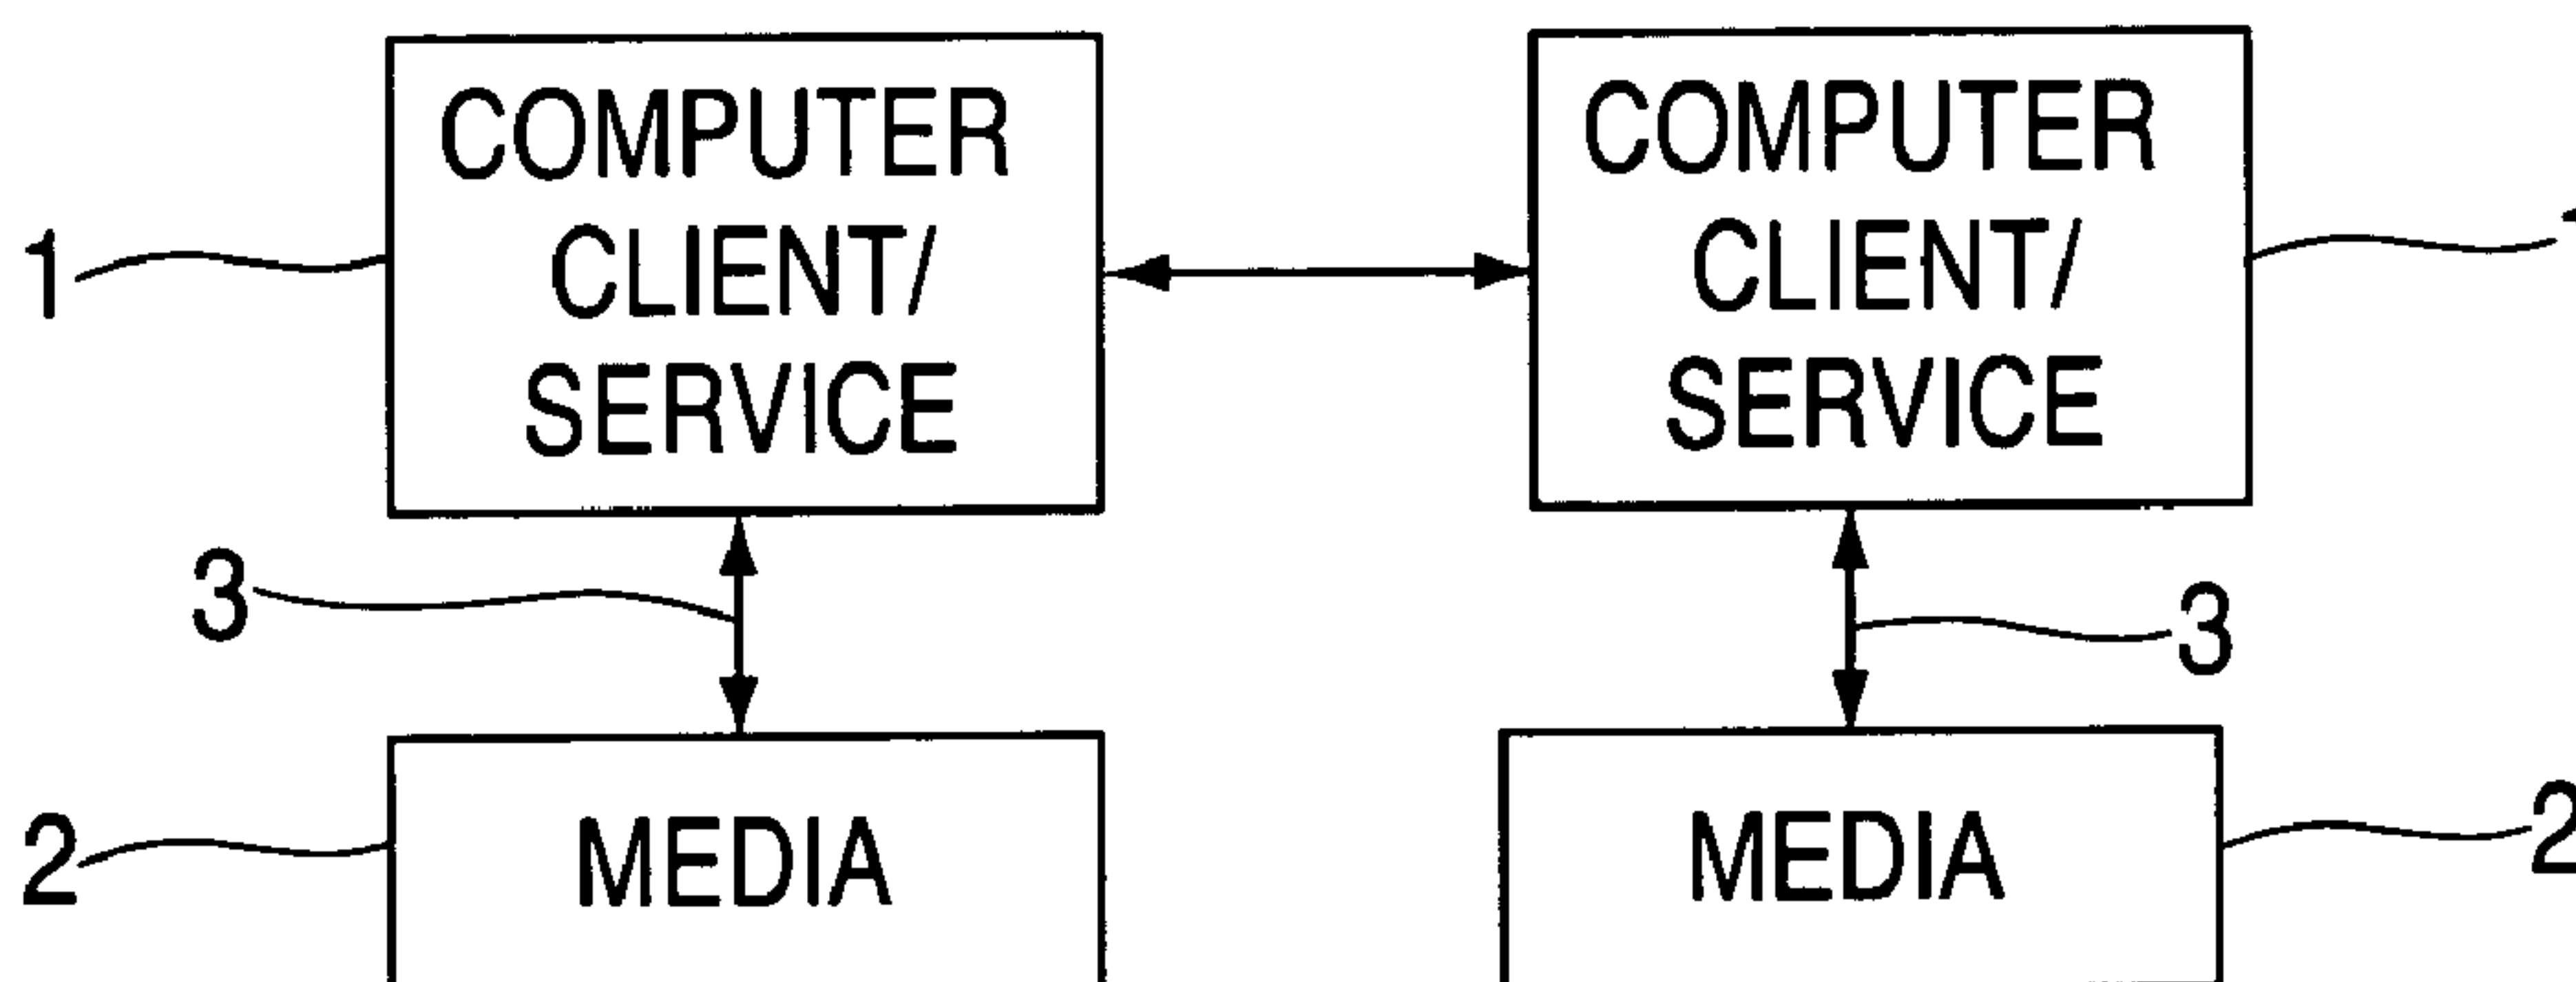 COMPUTER
CLIENT/
SERVICE
COMPUTER
CLIENT/
SERVICE
1
3
3
MEDIA
MEDIA
2
2